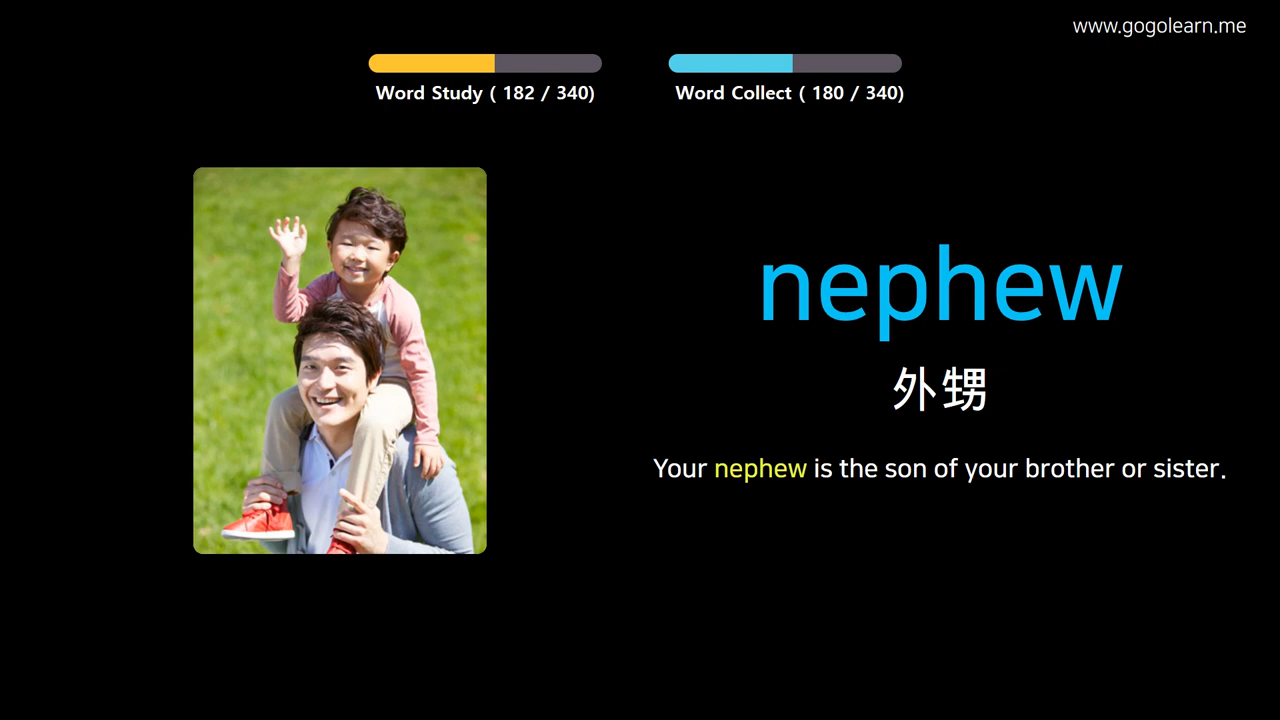 www.gogolearn.me
Word Study ( 182 / 340)
Word Collect ( 180 / 340)
nephew
外甥
Your nephew is the son of your brother or sister.